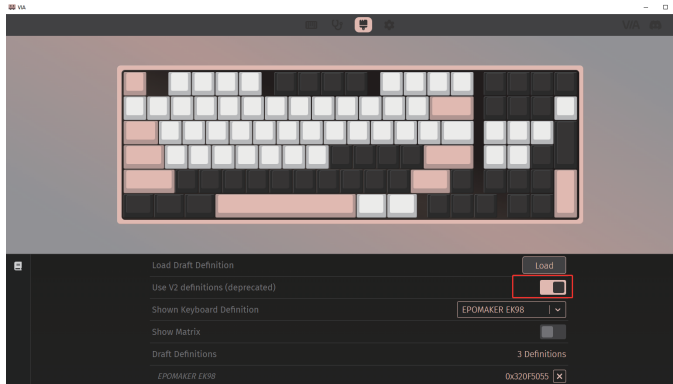 VIA
VIA
Load Draft Definition
Load
Use V2 definitions (deprecated)
Shown Keyboard Definition
EPOMAKER EK98
Show Matrix
Draft Definitions
3 Definitions
EPOMAKER EK98
0x320F5055